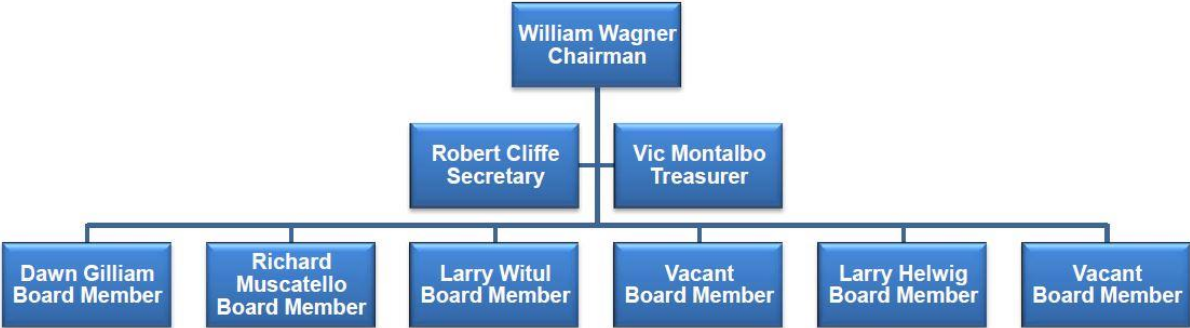 William Wagner
Chairman
Robert Cliffe
Secretary
Vic Montalbo
Treasurer
Dawn Gilliam
Board Member
Richard
Muscatello
Board Member
Larry Witul
Board Member
Vacant
Board Member
Larry Helwig
Board Member
Vacant
Board Member